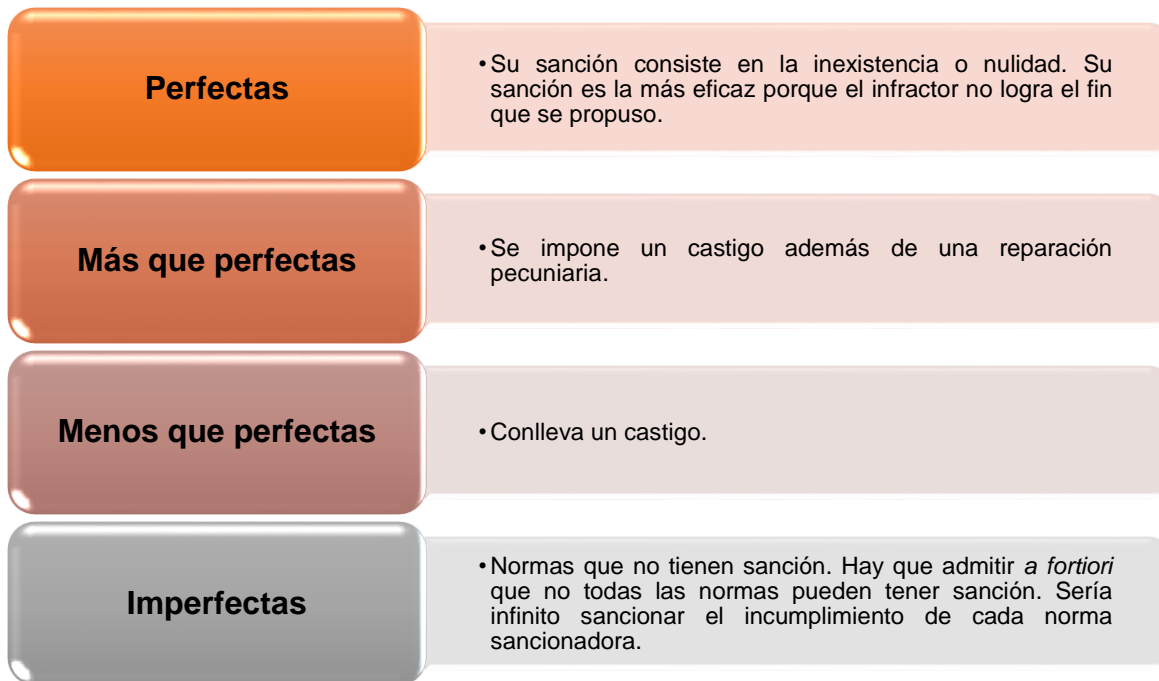 Perfectas
•Su sanción consiste en la inexistencia o nulidad. Su
sanción es la más eficaz porque el infractor no logra el fin
que se propuso.
Más que perfectas
•Se impone un castigo además de una reparación
pecuniaria.
Menos que perfectas
•Conlleva un castigo.
Imperfectas
•Normas que no tienen sanción. Hay que admitir a fortiori
que no todas las normas pueden tener sanción. Sería
infinito sancionar el incumplimiento de cada norma
sancionadora.